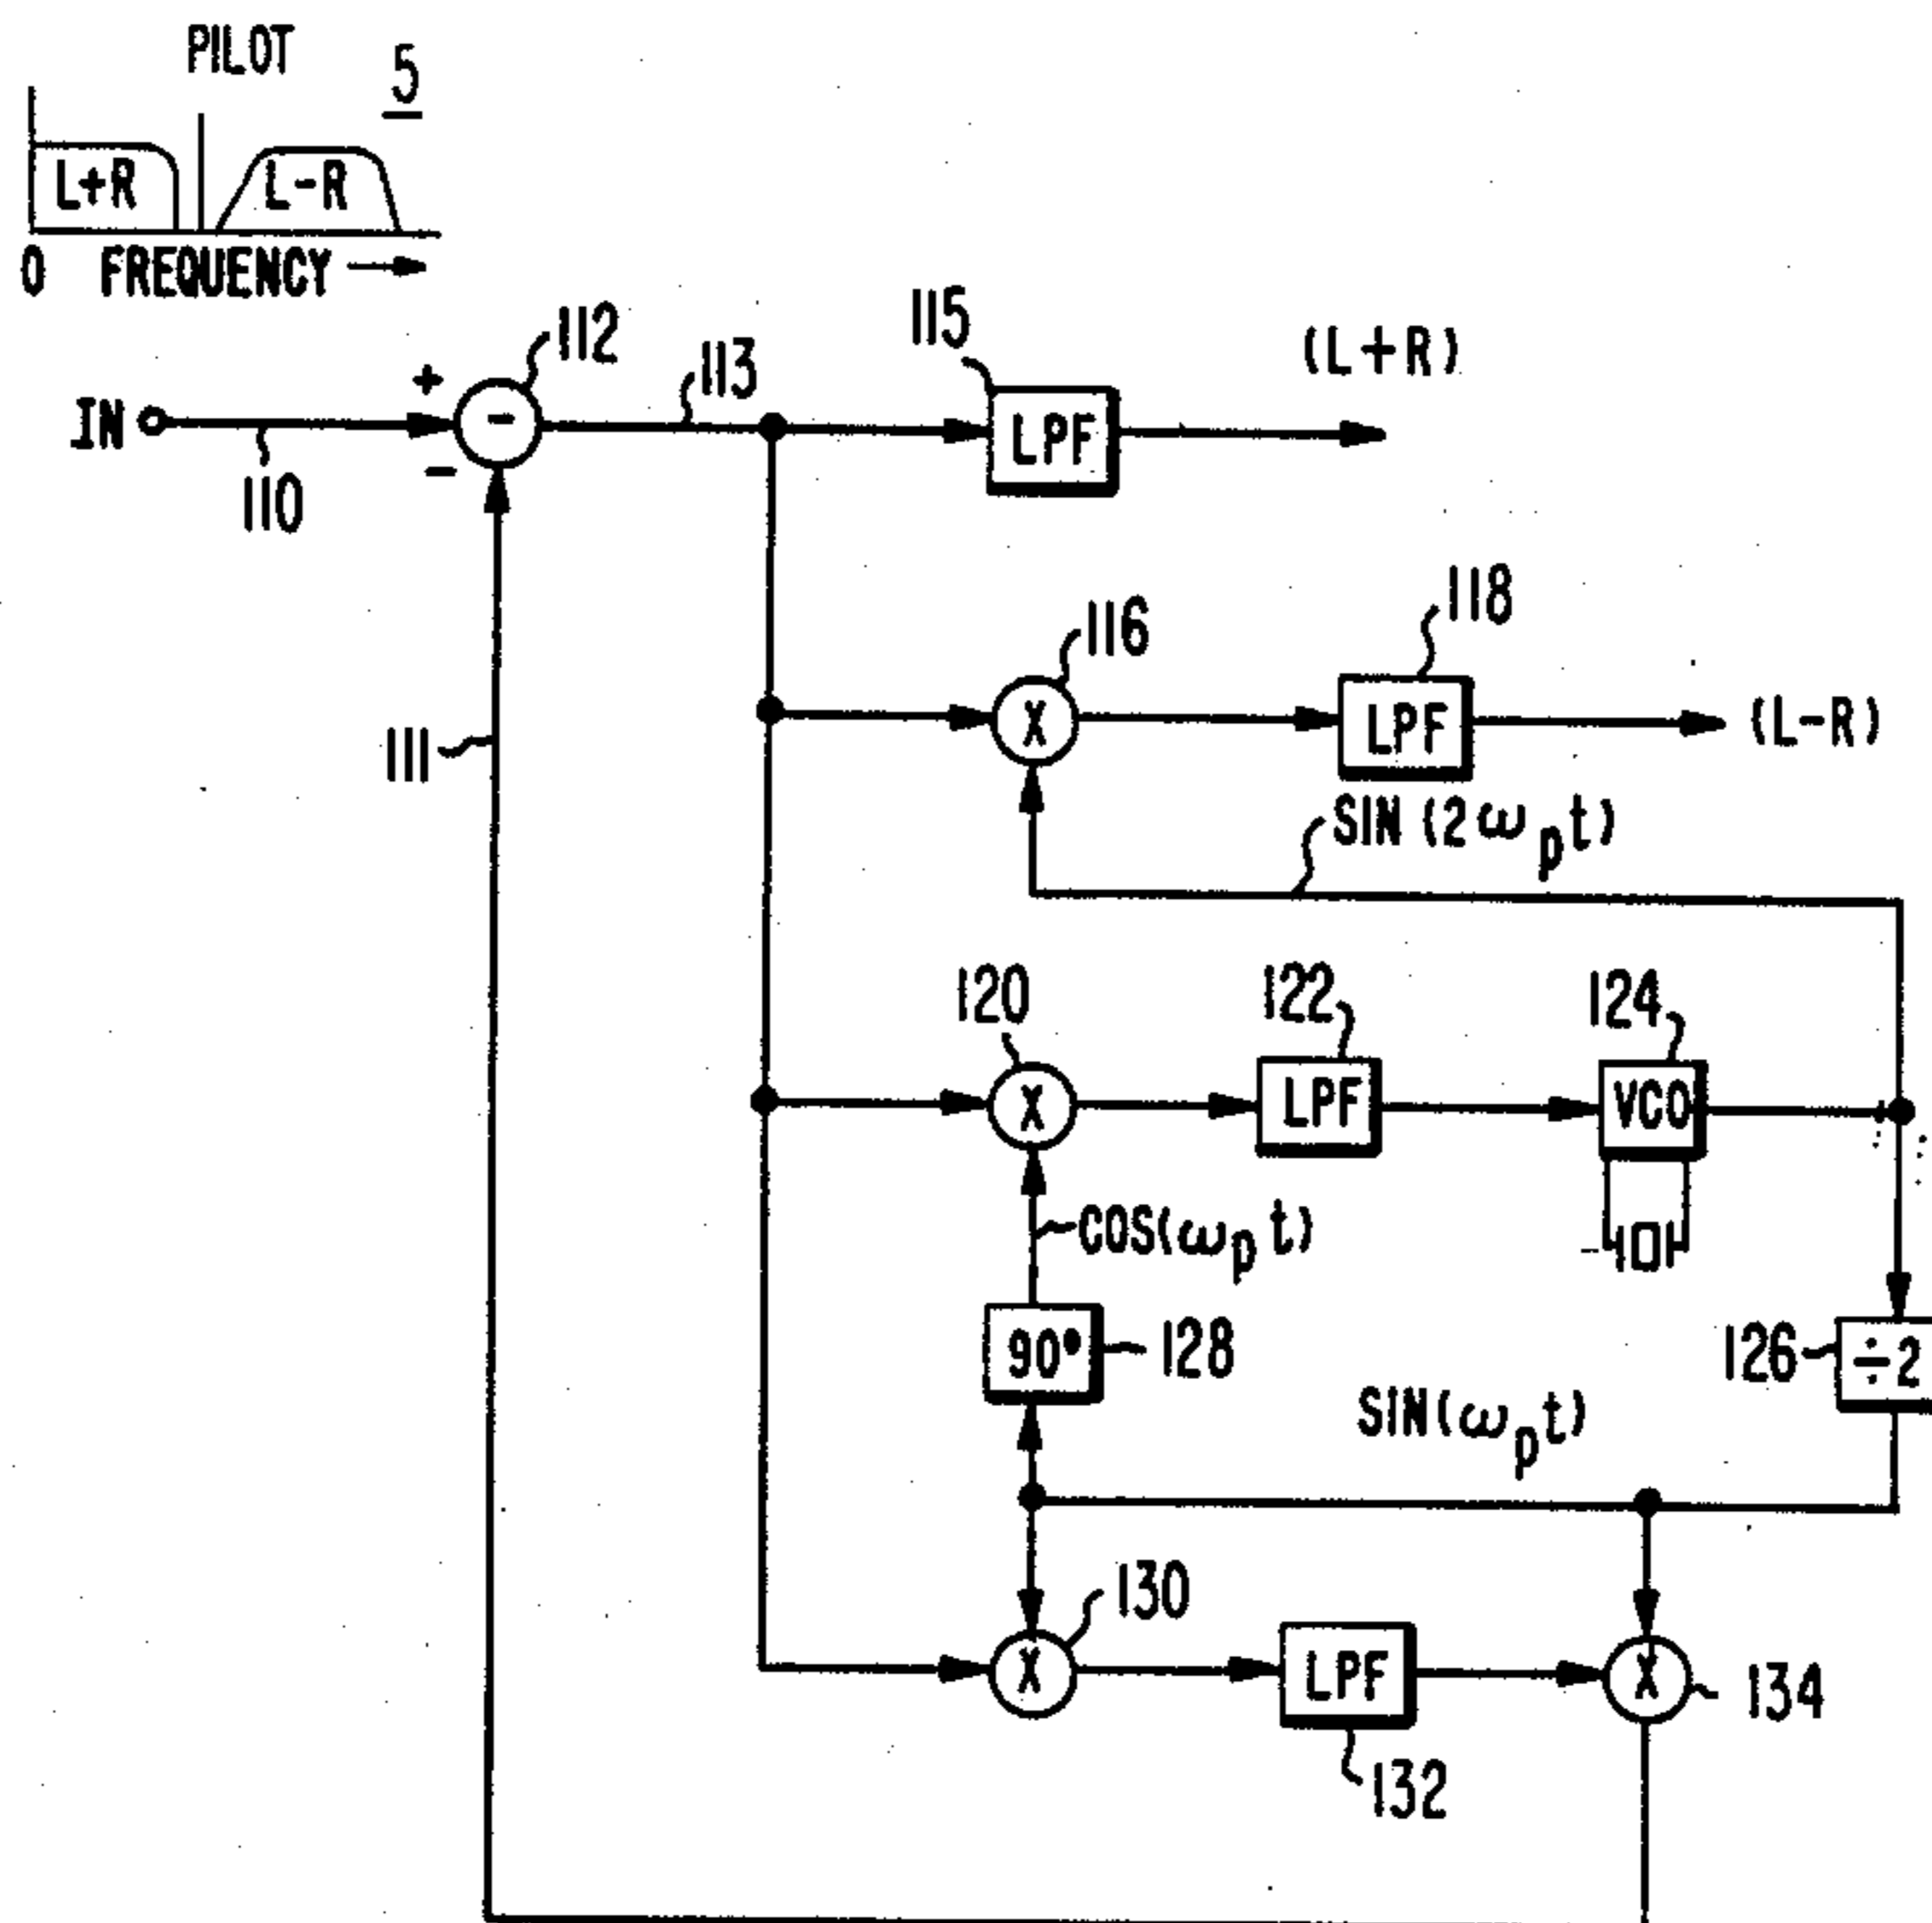 PILOT
5
L+R
L-R
0 FREQUENCY
112
115
113
(L+R)
+
IN
-
LPF
-
110
118
116
X
LPF
(L-R)
111
SIN (2ωpt)
120
122
124
X
LPF
VCO
COS(ωpt)
90°
128
126
÷2
SIN(ωpt)
130
X
LPF
X
134
132